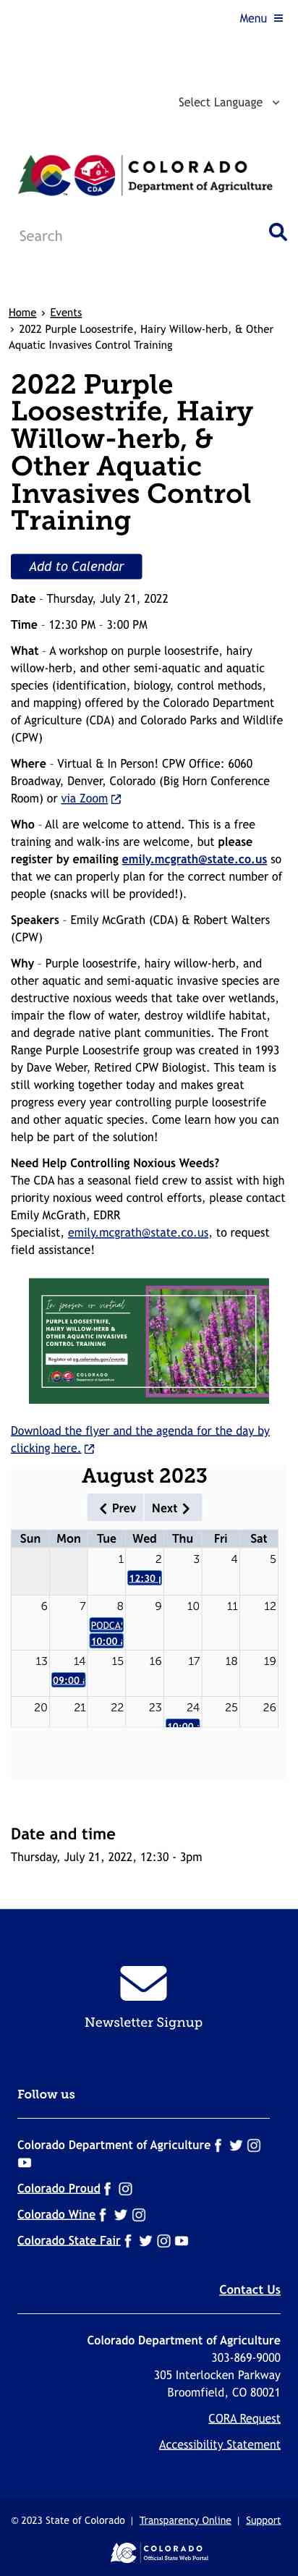 Menu
Select Language
CDA
COLORADO
Department of Agriculture
Search
Home › Events
› 2022 Purple Loosestrife, Hairy Willow-herb, & Other
Aquatic Invasives Control Training
2022 Purple
Loosestrife, Hairy
Willow-herb, &
Other Aquatic
Invasives Control
Training
Add to Calendar
Date - Thursday, July 21, 2022
Time - 12:30 PM - 3:00 PM
What - A workshop on purple loosestrife, hairy
willow-herb, and other semi-aquatic and aquatic
species (identification, biology, control methods,
and mapping) offered by the Colorado Department
of Agriculture (CDA) and Colorado Parks and Wildlife
(CPW)
Where - Virtual & In Person! CPW Office: 6060
Broadway, Denver, Colorado (Big Horn Conference
Room) or via Zoom
Who - All are welcome to attend. This is a free
training and walk-ins are welcome, but please
register by emailing emily.mcgrath@state.co.us so
that we can properly plan for the correct number of
people (snacks will be provided!).
Speakers - Emily McGrath (CDA) & Robert Walters
(CPW)
Why - Purple loosestrife, hairy willow-herb, and
other aquatic and semi-aquatic invasive species are
destructive noxious weeds that take over wetlands,
impair the flow of water, destroy wildlife habitat,
and degrade native plant communities. The Front
Range Purple Loosestrife group was created in 1993
by Dave Weber, Retired CPW Biologist. This team is
still working together today and makes great
progress every year controlling purple loosestrife
and other aquatic species. Come learn how you can
help be part of the solution!
Need Help Controlling Noxious Weeds?
The CDA has a seasonal field crew to assist with high
priority noxious weed control efforts, please contact
Emily McGrath, EDRR
Specialist, emily.mcgrath@state.co.us, to request
field assistance!
In person or virtual
PURPLE LOOSESTRIFE,
HAIRY WILLOW-HERB &
OTHER AQUATIC INVASIVES
CONTROL TRAINING
Register at ag.colorado.gov/events
COLORADO
Department of Agriculture
Download the flyer and the agenda for the day by
clicking here.
August 2023
Prev Next
Sun Mon Tue Wed Thu Fri Sat
1 2 3 4 5
12:30
6 7 8 9 10 11 12
PODCA
10:00
13 14 15 16 17 18 19
09:00
20 21 22 23 24 25 26
10:00
Date and time
Thursday, July 21, 2022, 12:30 - 3pm
Newsletter Signup
Follow us
Colorado Department of Agriculture
Colorado Proud
Colorado Wine
Colorado State Fair
Contact Us
Colorado Department of Agriculture
303-869-9000
305 Interlocken Parkway
Broomfield, CO 80021
CORA Request
Accessibility Statement
© 2023 State of Colorado | Transparency Online | Support
COLORADO
Official State Web Portal